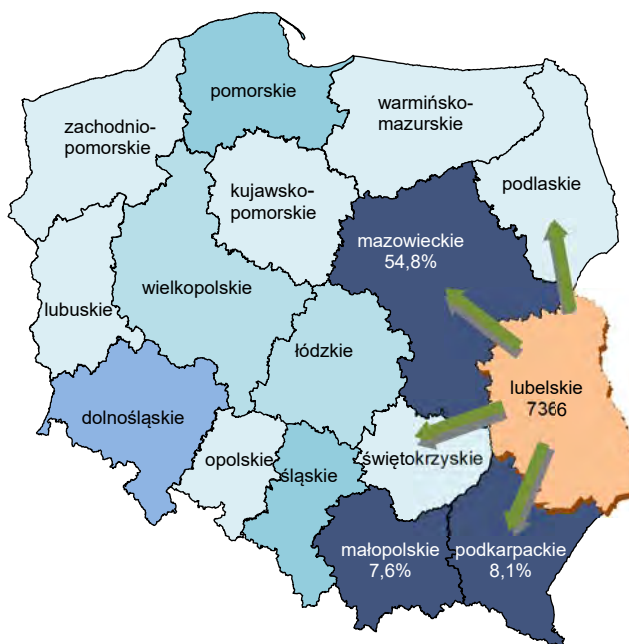 pomorskie
warmińsko-
mazurskie
zachodnio-
pomorskie
podlaskie
kujawsko-
pomorskie
mazowieckie
54,8%
wielkopolskie
lubuskie
łódzkie
lubelskie
7366
dolnośląskie
opolskie
śląskie
świętokrzyskie
małopolskie
7,6%
podkarpackie
8,1%